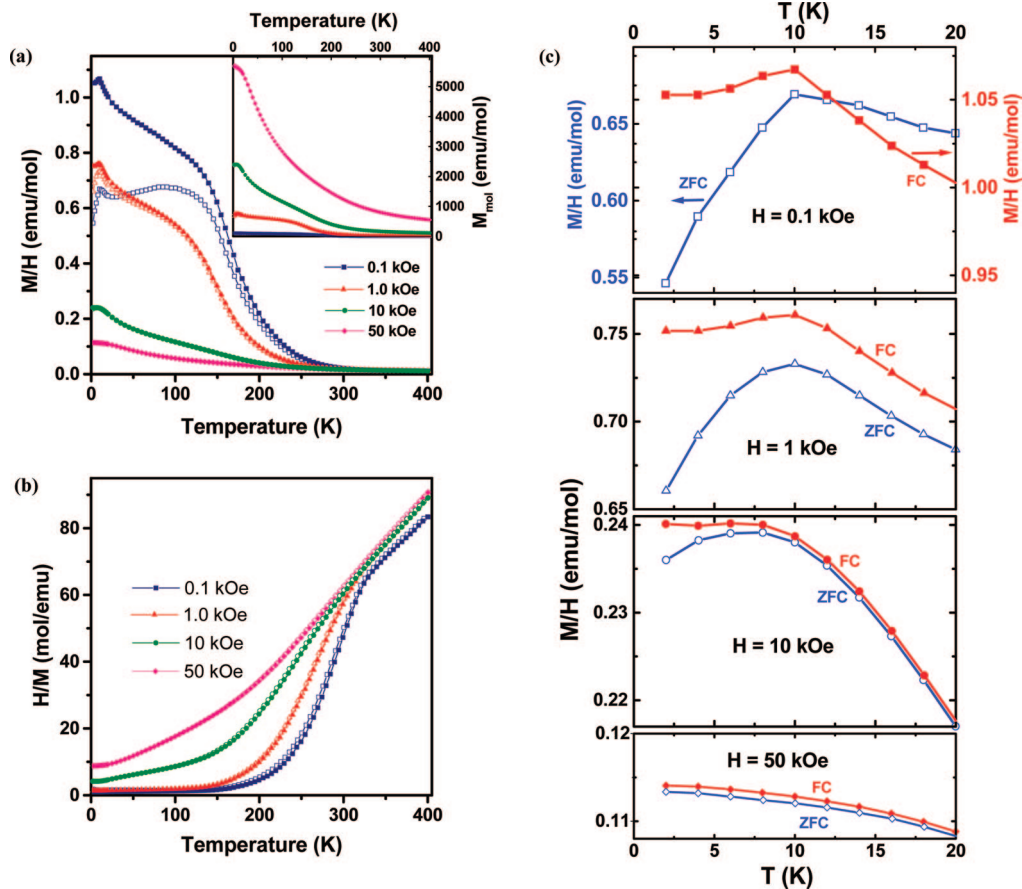 (a)
Temperature (K)
0 100 200 300 400
5000
4000
3000
2000
1000
0
M_mol (emu/mol)
1.0
0.8
0.6
0.4
0.2
0.0
M/H (emu/mol)
0.1 kOe
1.0 kOe
10 kOe
50 kOe
0 100 200 300 400
Temperature (K)
(b)
80
60
40
20
0
H/M (mol/emu)
0.1 kOe
1.0 kOe
10 kOe
50 kOe
0 100 200 300 400
Temperature (K)
(c)
T (K)
0 5 10 15 20
0.65
0.60
0.55
M/H (emu/mol)
ZFC
FC
H = 0.1 kOe
1.05
1.00
0.95
M/H (emu/mol)
0.75
0.70
0.65
FC
ZFC
H = 1 kOe
M/H (emu/mol)
0.24
0.23
0.22
FC
ZFC
H = 10 kOe
0.12
0.11
H = 50 kOe
FC
ZFC
0 5 10 15 20
T (K)